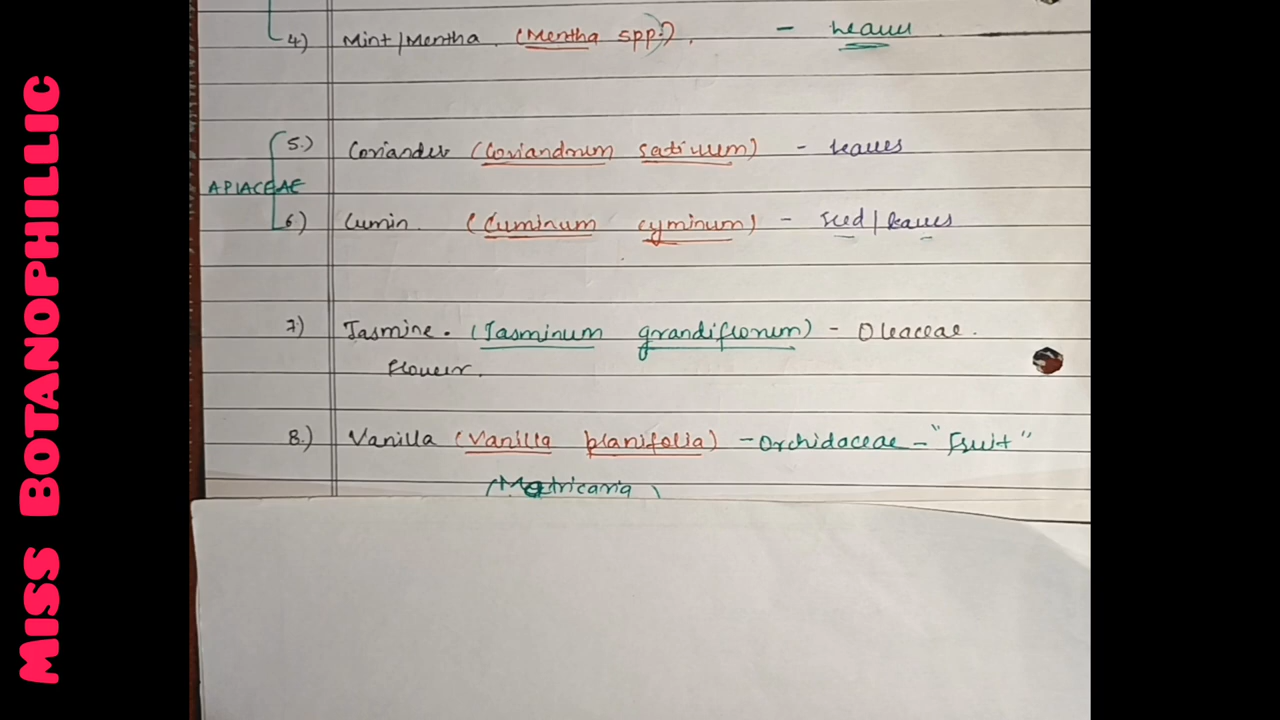 MISS BOTANOPHILLIC
4) Mint/Mentha. (Mentha spp.). - leaves
5.) Coriander (Coriandrum sativum) - leaves
APIACEAE
6) Cumin. (Cuminum cyminum) - seed/leaves
7) Jasmine. (Jasminum grandiflorum) - Oleaceae.
Flower.
8.) Vanilla (Vanilla planifolia) - Orchidaceae - "Fruit"
(Matricaria )